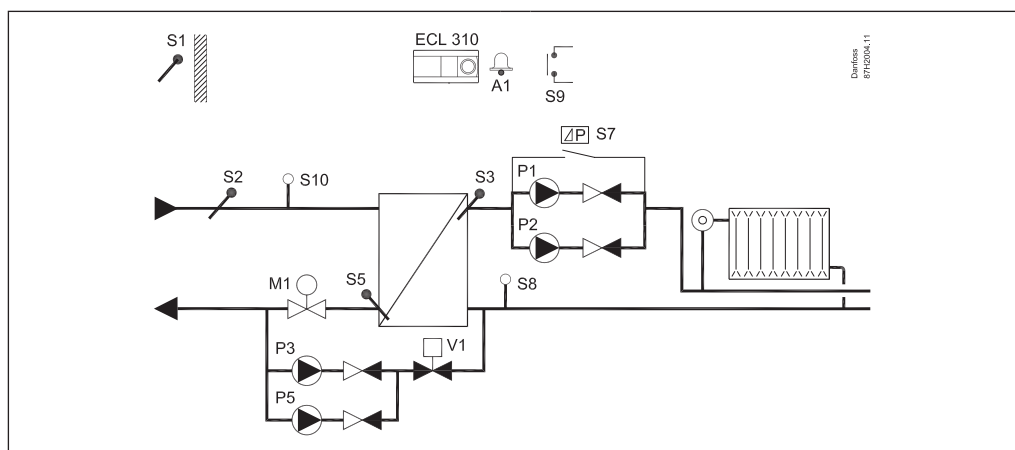 S1
ECL 310
A1
S9
Danfoss
87H2004.11
⊿P S7
P1
S2
S10
S3
P2
M1
S5
S8
P3
V1
P5